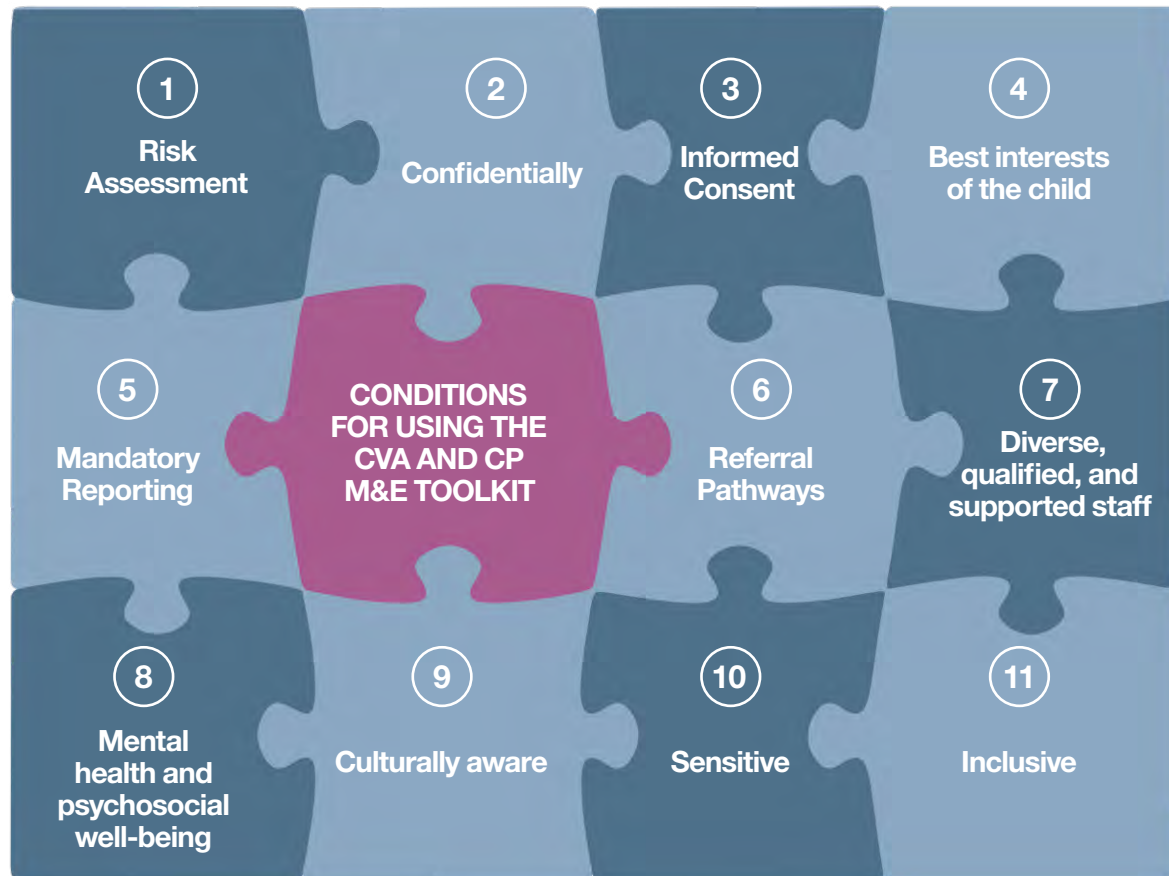 1
Risk
Assessment
2
Confidentially
3
Informed
Consent
4
Best interests
of the child
5
Mandatory
Reporting
CONDITIONS
FOR USING THE
CVA AND CP
M&E TOOLKIT
6
Referral
Pathways
7
Diverse,
qualified, and
supported staff
8
Mental
health and
psychosocial
well-being
9
Culturally aware
10
Sensitive
11
Inclusive